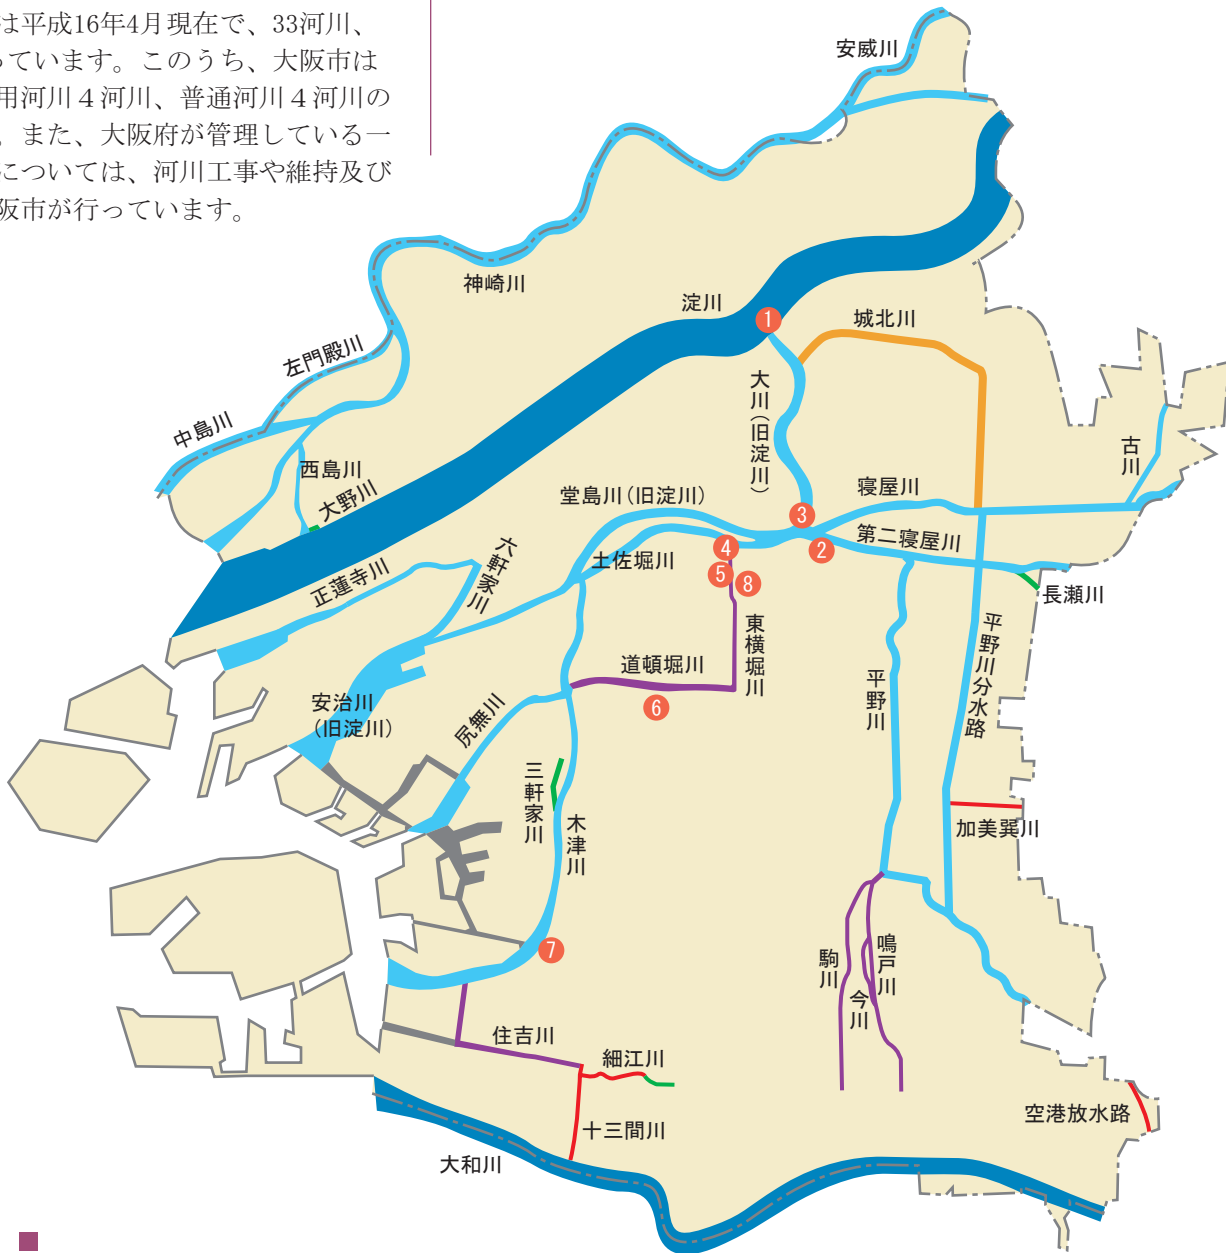 は平成16年4月現在で、33河川、
っています。このうち、大阪市は
用河川４河川、普通河川４河川の
。また、大阪府が管理している一
については、河川工事や維持及び
阪市が行っています。
安威川
神崎川
淀川
1
城北川
左門殿川
大川（旧淀川）
中島川
古川
西島川
大野川
堂島川（旧淀川）
寝屋川
3
第二寝屋川
2
六軒家川
土佐堀川
4
5
8
正蓮寺川
長瀬川
東横堀川
平野川分水路
道頓堀川
平野川
6
安治川
（旧淀川）
尻無川
三軒家川
木津川
加美巽川
7
駒川
今川
鳴戸川
住吉川
細江川
空港放水路
十三間川
大和川